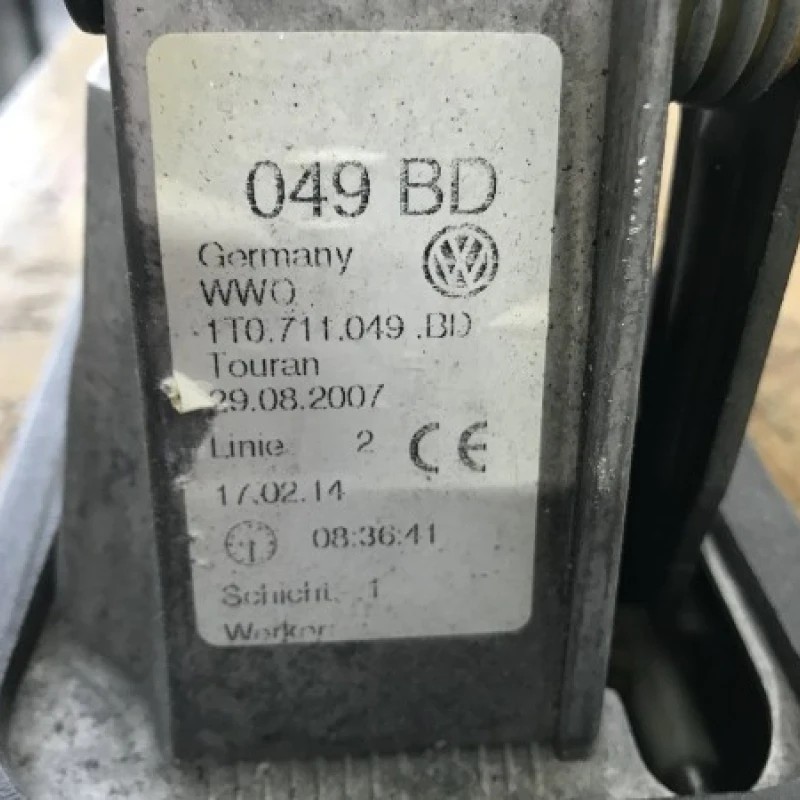 049 BD
Germany
WWO
1T0.711.049 .BD
Touran
29.08.2007
Linie 2 CE
17.02.14
08:36:41
Schicht: 1
Werker: